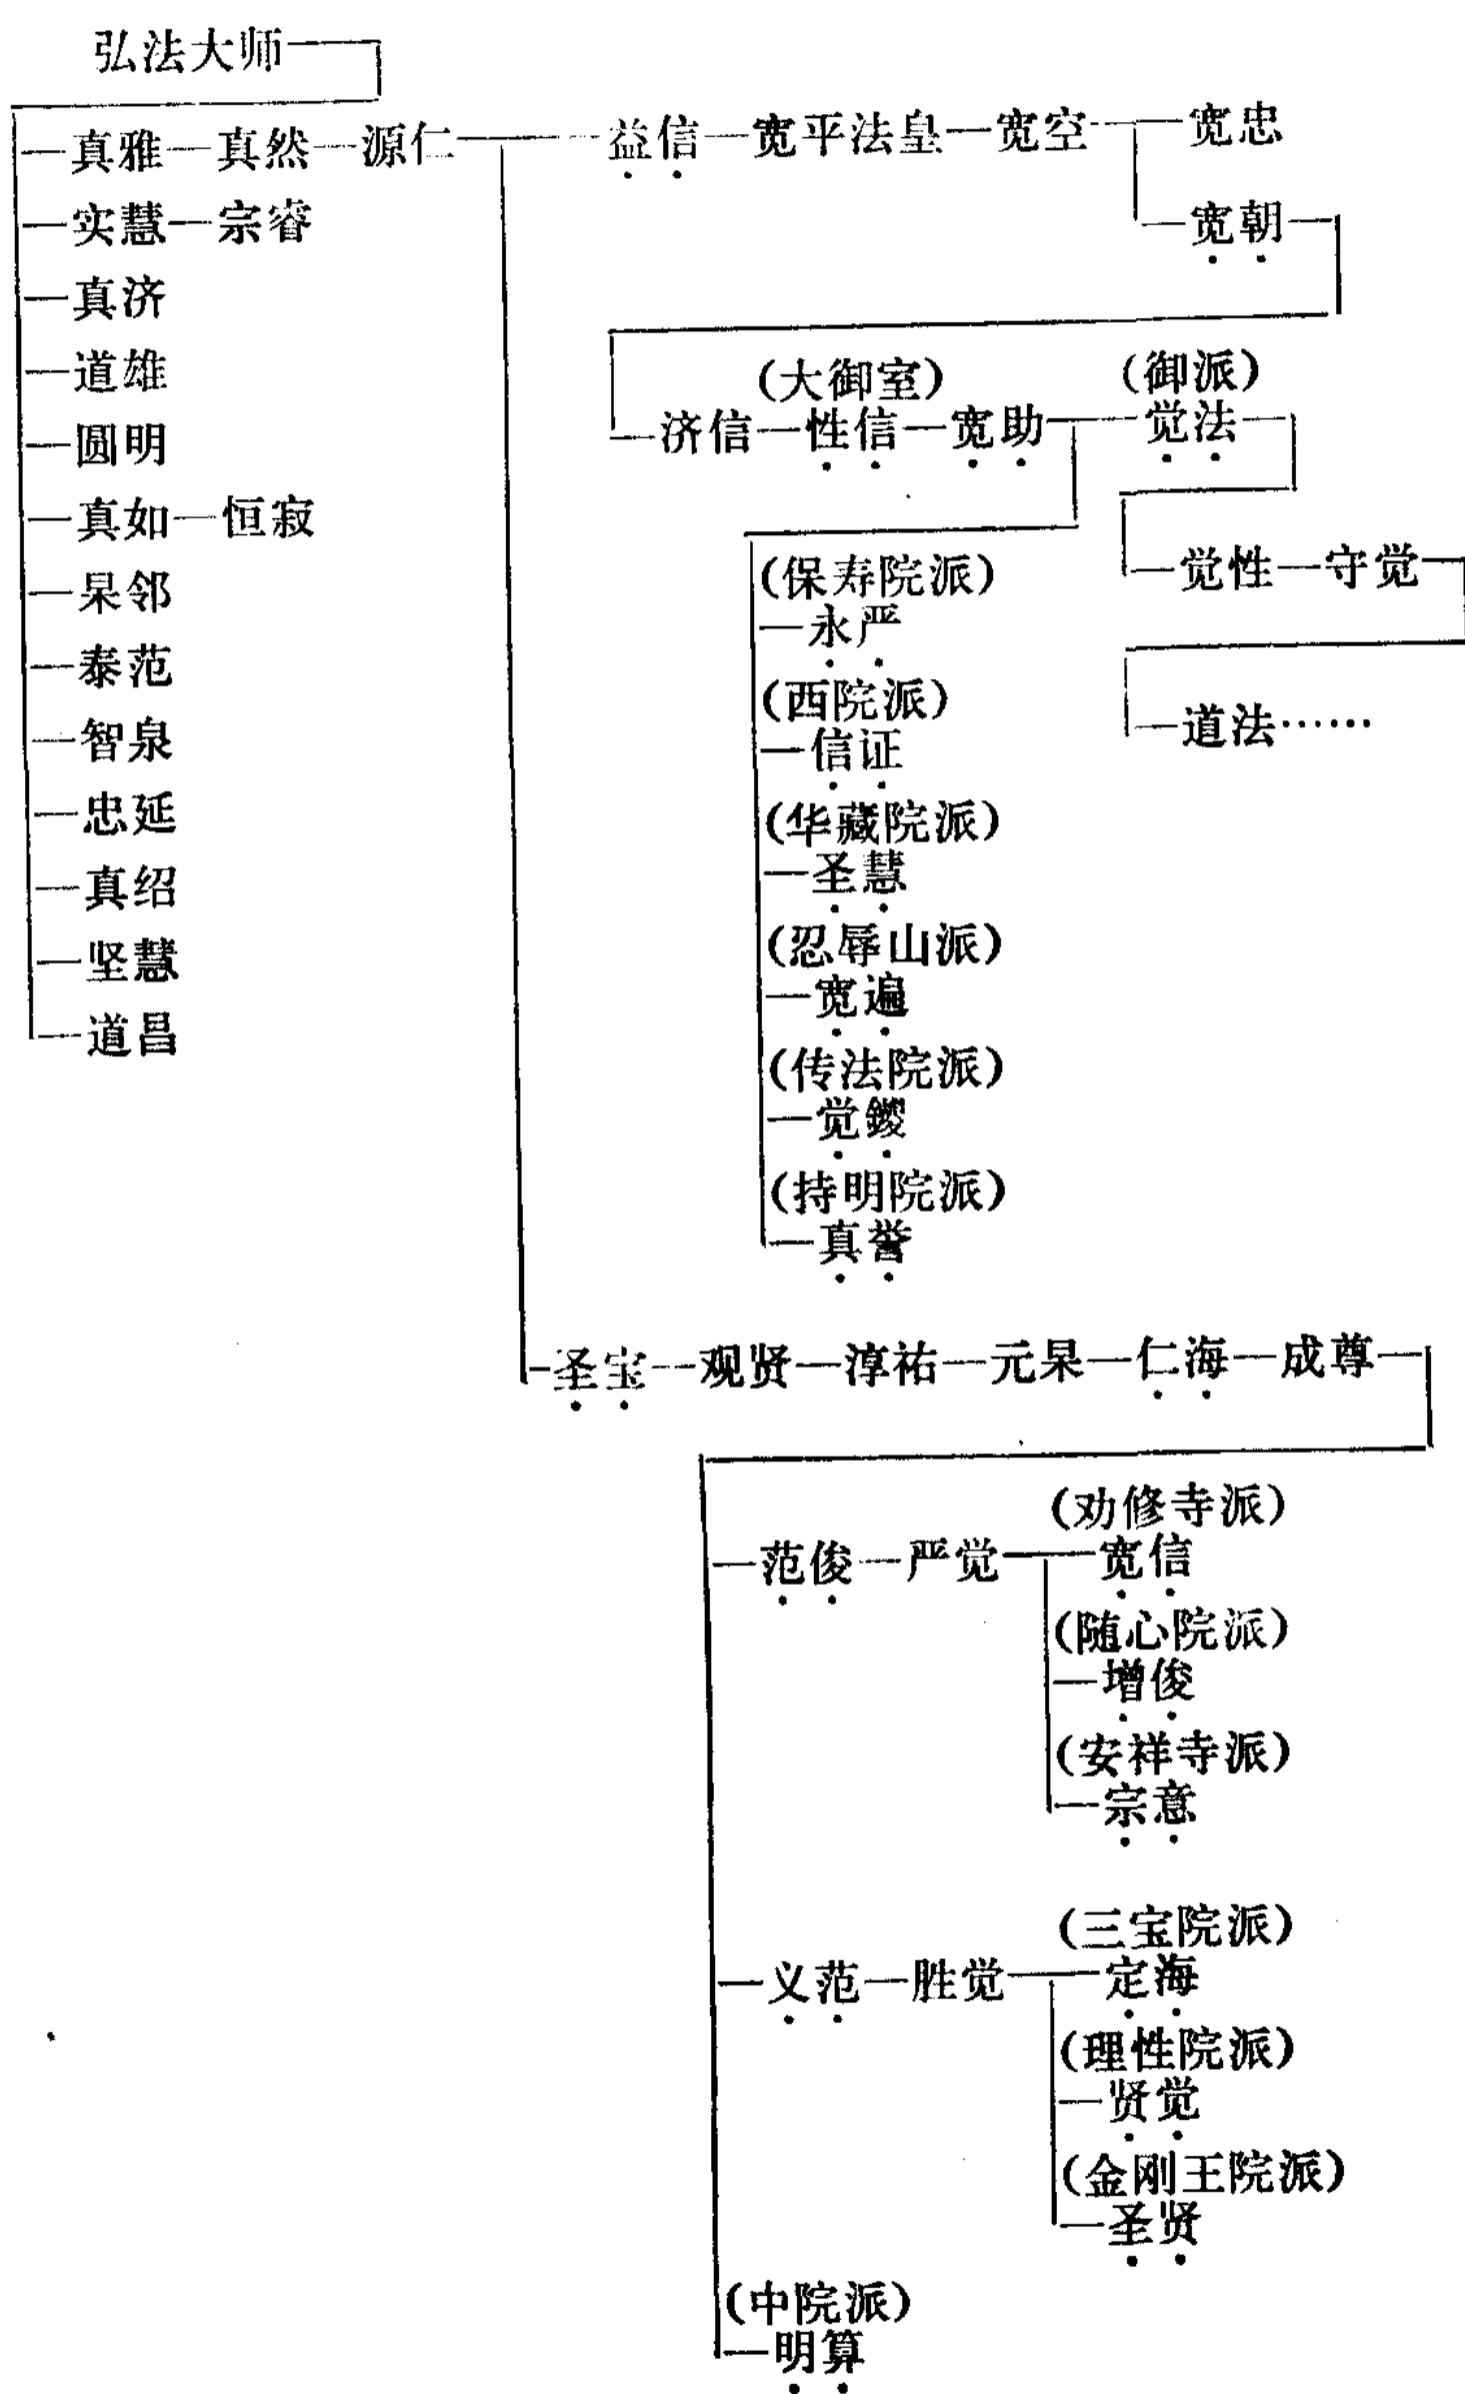 弘法大师
真雅—真然—源仁—益信—宽平法皇—宽空—宽忠
实慧—宗睿
—宽朝
真济
道雄
(大御室) (御派)
济信—性信—宽助—觉法
圆明
真如—恒寂
(保寿院派)
—永严
—觉性—守觉
杲邻
泰范
(西院派)
—信证
—道法……
智泉
忠延
(华藏院派)
—圣慧
真绍
坚慧
(忍辱山派)
—宽遍
道昌
(传法院派)
—觉鑁
(持明院派)
—真誉
圣宝—观贤—淳祐—元杲—仁海—成尊
(劝修寺派)
—范俊—严觉—宽信
(随心院派)
—增俊
(安祥寺派)
—宗意
(三宝院派)
—义范—胜觉—定海
(理性院派)
—贤觉
(金刚王院派)
—圣贤
(中院派)
—明算